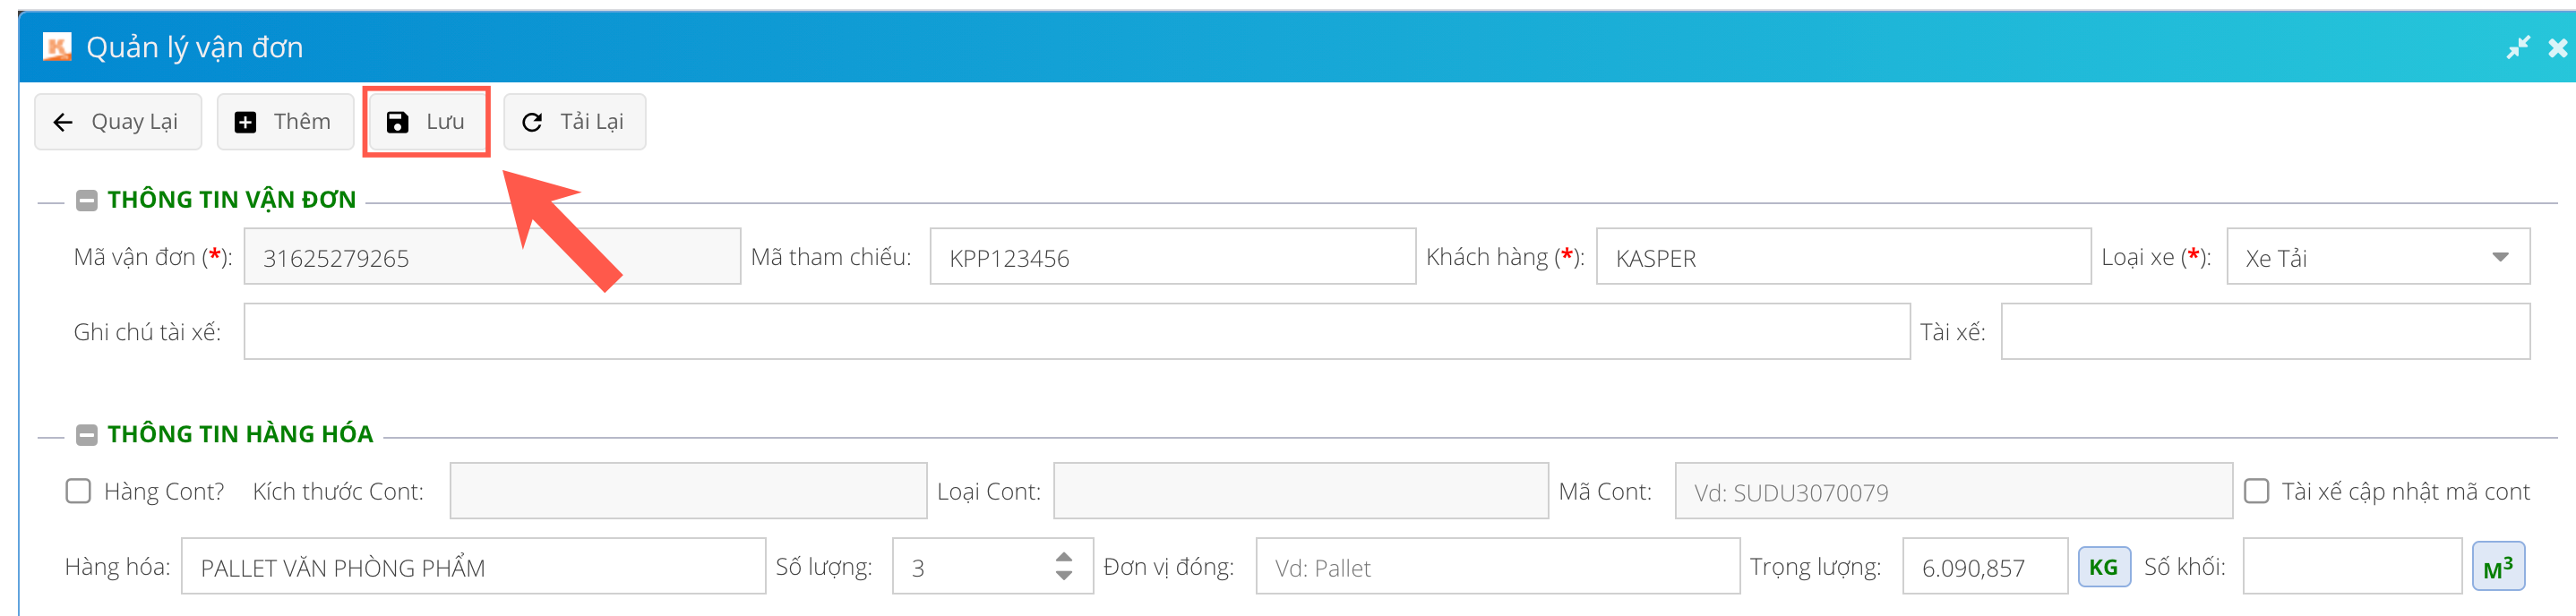 Quản lý vận đơn
Quay Lại Thêm Lưu Tải Lại
THÔNG TIN VẬN ĐƠN
Mã vận đơn (*): 31625279265 Mã tham chiếu: KPP123456 Khách hàng (*): KASPER Loại xe (*): Xe Tải
Ghi chú tài xế: Tài xế:
THÔNG TIN HÀNG HÓA
Hàng Cont? Kích thước Cont: Loại Cont: Mã Cont: Vd: SUDU3070079 Tài xế cập nhật mã cont
Hàng hóa: PALLET VĂN PHÒNG PHẨM Số lượng: 3 Đơn vị đóng: Vd: Pallet Trọng lượng: 6.090,857 KG Số khối: M³